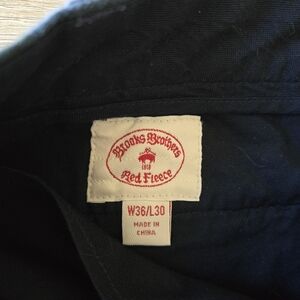 Brooks Brothers
1818
Red Fleece
W36/L30
MADE IN
CHINA